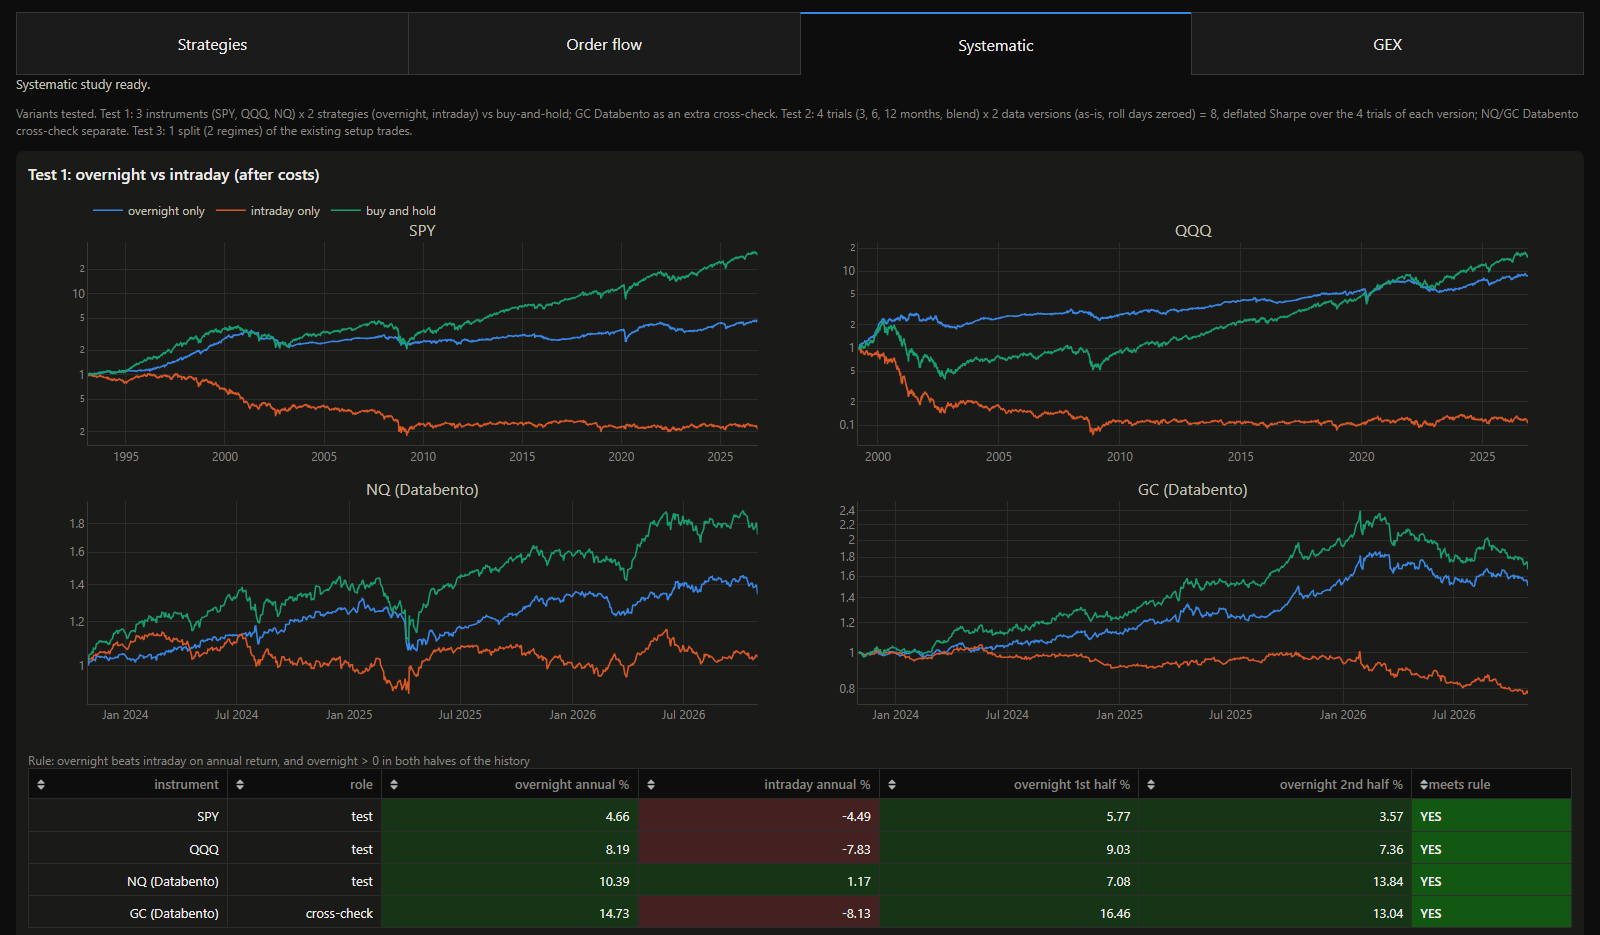 Strategies
Order flow
Systematic
GEX
Systematic study ready.
Variants tested. Test 1: 3 instruments (SPY, QQQ, NQ) x 2 strategies (overnight, intraday) vs buy-and-hold; GC Databento as an extra cross-check. Test 2: 4 trials (3, 6, 12 months, blend) x 2 data versions (as-is, roll days zeroed) = 8, deflated Sharpe over the 4 trials of each version; NQ/GC Databento
cross-check separate. Test 3: 1 split (2 regimes) of the existing setup trades.
Test 1: overnight vs intraday (after costs)
overnight only
intraday only
buy and hold
SPY
2
10
5
2
1
5
2
1995 2000 2005 2010 2015 2020 2025
QQQ
2
10
5
2
1
5
2
0.1
2000 2005 2010 2015 2020 2025
NQ (Databento)
1.8
1.6
1.4
1.2
1
Jan 2024 Jul 2024 Jan 2025 Jul 2025 Jan 2026 Jul 2026
GC (Databento)
2.4
2.2
2
1.8
1.6
1.4
1.2
1
0.8
Jan 2024 Jul 2024 Jan 2025 Jul 2025 Jan 2026 Jul 2026
Rule: overnight beats intraday on annual return, and overnight > 0 in both halves of the history
instrument role overnight annual % intraday annual % overnight 1st half % overnight 2nd half % meets rule
SPY test 4.66 -4.49 5.77 3.57 YES
QQQ test 8.19 -7.83 9.03 7.36 YES
NQ (Databento) test 10.39 1.17 7.08 13.84 YES
GC (Databento) cross-check 14.73 -8.13 16.46 13.04 YES